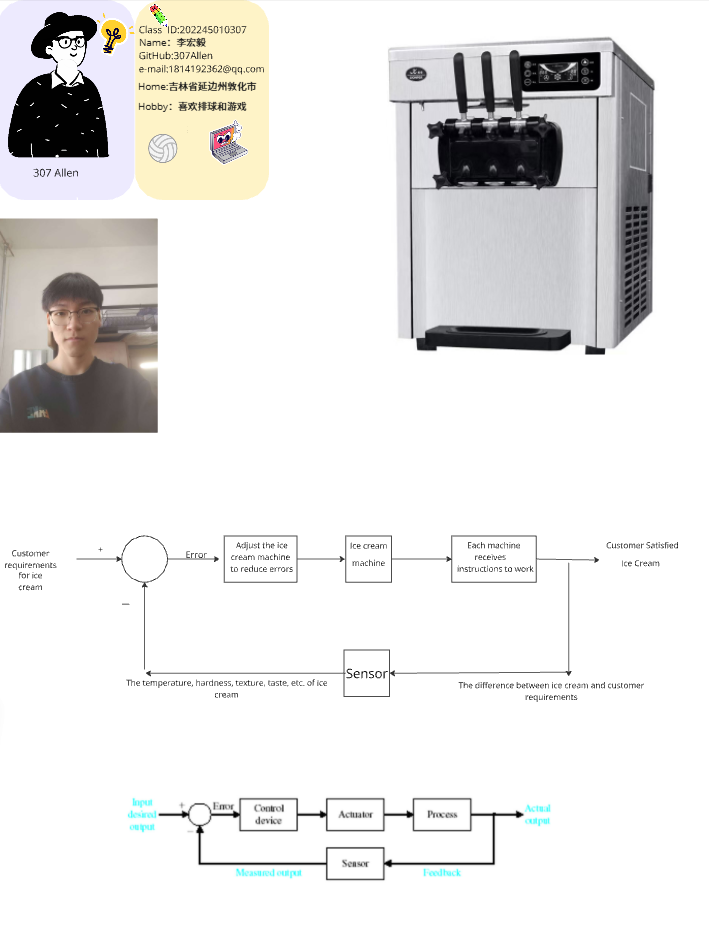 Class ID:202245010307
Name: 李宏毅
GitHub:307Allen
e-mail:1814192362@qq.com
Home:吉林省延边州敦化市
Hobby: 喜欢排球和游戏
307 Allen
Customer
requirements
for ice
cream
+
Error
Adjust the ice
cream machine
to reduce errors
Ice cream
machine
Each machine
receives
instructions to work
Customer Satisfied
Ice Cream
—
Sensor
The temperature, hardness, texture, taste, etc. of ice
cream
The difference between ice cream and customer
requirements
Input
desired
output
+
Error
Control
device
Actuator
Process
Actual
output
−
Sensor
Measured output
Feedback